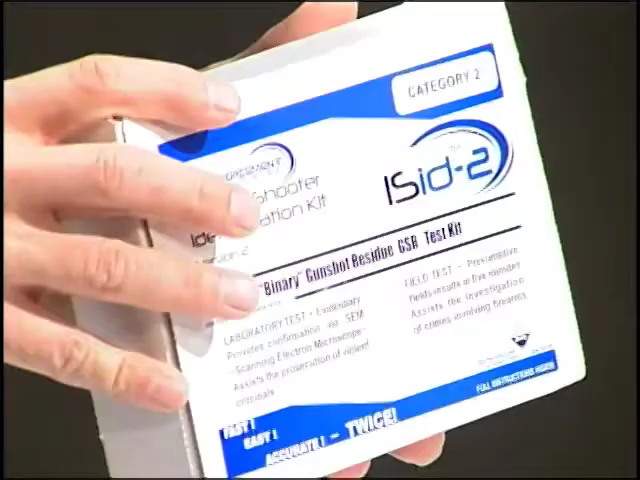 CATEGORY 2
ISid-2
Shooter
Kit
"Binary" Gunshot Residue GSR Test Kit
LABORATORY TEST - Evidentiary
Provides confirmation via SEM
-Scanning Electron Microscope-
Assists the prosecution of violent
criminals
FIELD TEST - Presumptive
Yields results in five minutes
Assists the investigation
of crimes involving firearms
FAST!
EASY!
ACCURATE! - TWICE!
FULL INSTRUCTIONS INSIDE